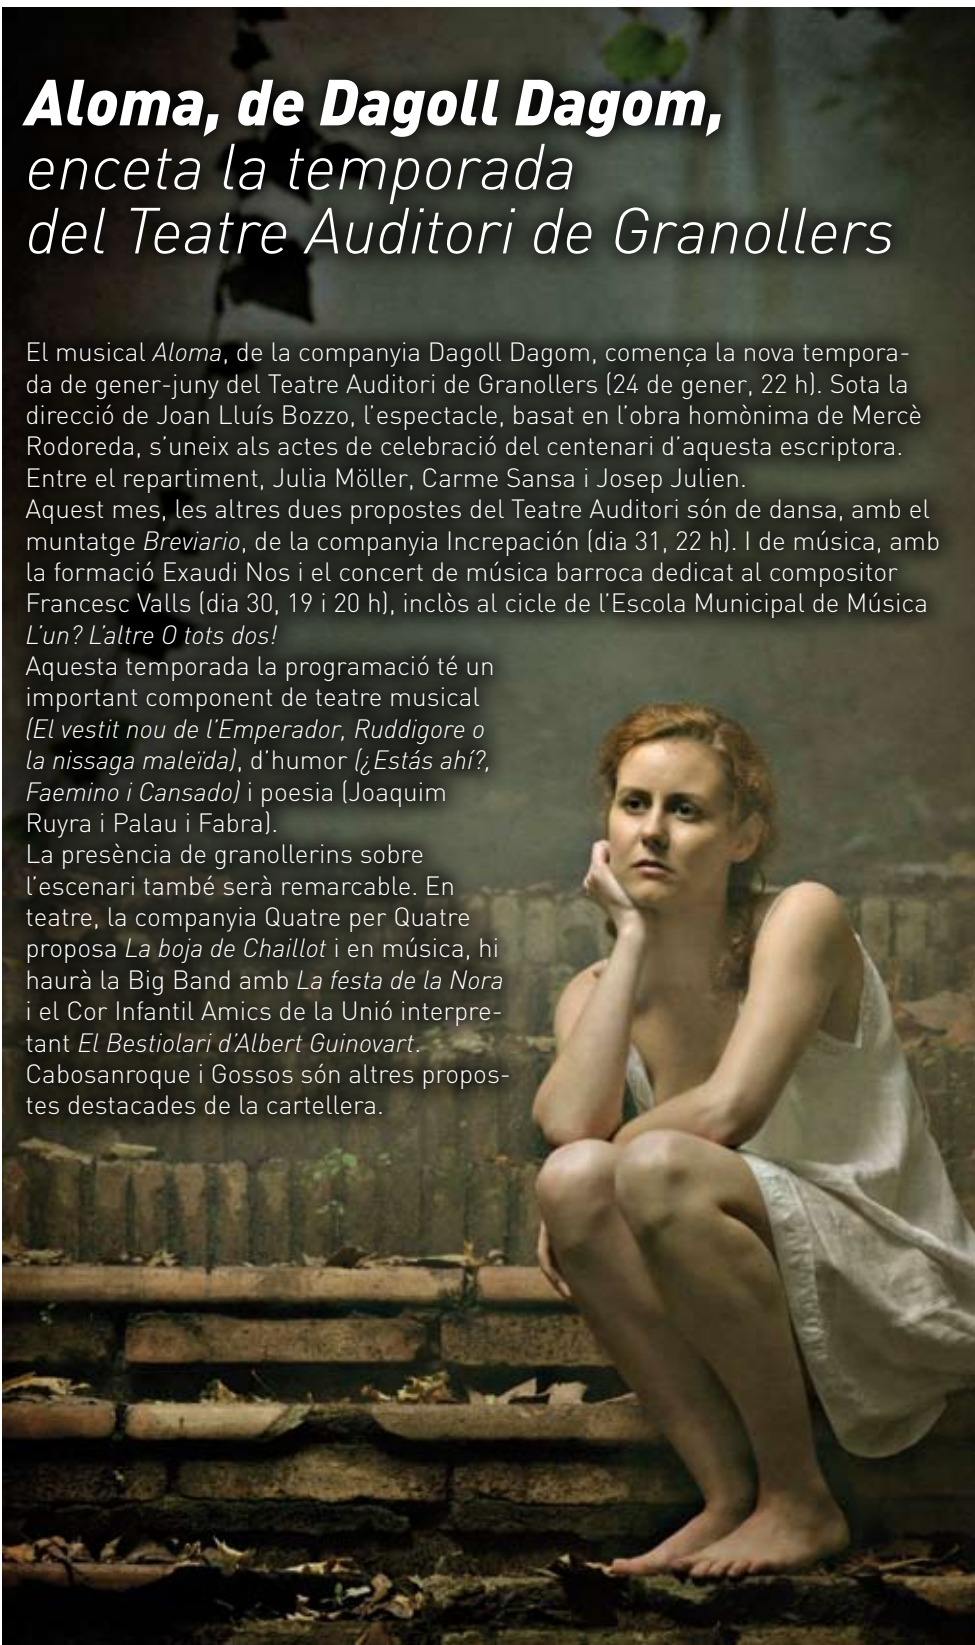 Aloma, de Dagoll Dagom,
enceta la temporada
del Teatre Auditori de Granollers
El musical Aloma, de la companyia Dagoll Dagom, comença la nova tempora-
da de gener-juny del Teatre Auditori de Granollers (24 de gener, 22 h). Sota la
direcció de Joan Lluís Bozzo, l'espectacle, basat en l'obra homònima de Mercè
Rodoreda, s'uneix als actes de celebració del centenari d'aquesta escriptora.
Entre el repartiment, Julia Möller, Carme Sansa i Josep Julien.
Aquest mes, les altres dues propostes del Teatre Auditori són de dansa, amb el
muntatge Breviario, de la companyia Increpación (dia 31, 22 h). I de música, amb
la formació Exaudi Nos i el concert de música barroca dedicat al compositor
Francesc Valls (dia 30, 19 i 20 h), inclòs al cicle de l'Escola Municipal de Música
L'un? L'altre O tots dos!
Aquesta temporada la programació té un
important component de teatre musical
(El vestit nou de l'Emperador, Ruddigore o
la nissaga maleïda), d'humor (¿Estás ahí?,
Faemino i Cansado) i poesia (Joaquim
Ruyra i Palau i Fabra).
La presència de granollerins sobre
l'escenari també serà remarcable. En
teatre, la companyia Quatre per Quatre
proposa La boja de Chaillot i en música, hi
haurà la Big Band amb La festa de la Nora
i el Cor Infantil Amics de la Unió interpre-
tant El Bestiolari d'Albert Guinovart.
Cabosanroque i Gossos són altres propos-
tes destacades de la cartellera.